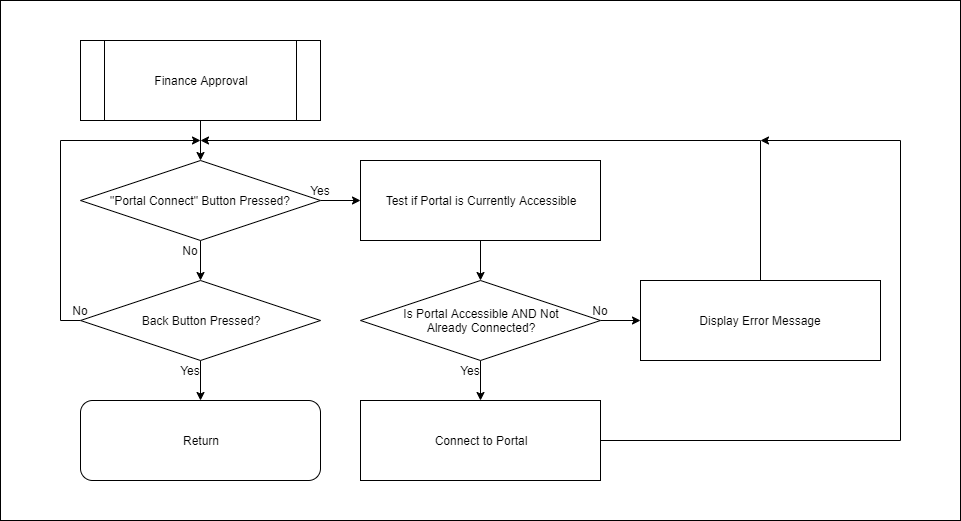 Finance Approval
"Portal Connect" Button Pressed?
Yes
Test if Portal is Currently Accessible
No
No
Back Button Pressed?
Is Portal Accessible AND Not
Already Connected?
No
Display Error Message
Yes
Yes
Return
Connect to Portal